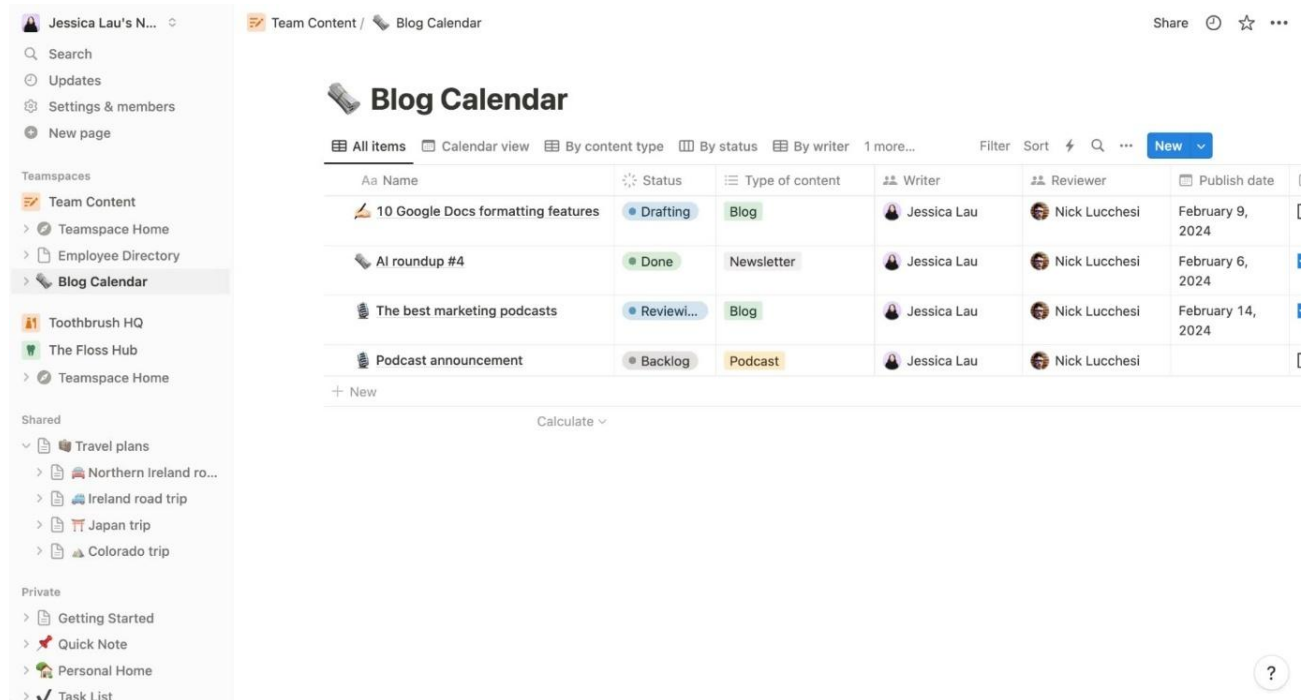 Jessica Lau's N...
Search
Updates
Settings & members
New page
Teamspaces
Team Content
Teamspace Home
Employee Directory
Blog Calendar
Toothbrush HQ
The Floss Hub
Teamspace Home
Shared
Travel plans
Northern Ireland ro...
Ireland road trip
Japan trip
Colorado trip
Private
Getting Started
Quick Note
Personal Home
Task List
Team Content / Blog Calendar
Share
Blog Calendar
All items Calendar view By content type By status By writer 1 more... Filter Sort New
Aa Name Status Type of content Writer Reviewer Publish date
10 Google Docs formatting features Drafting Blog Jessica Lau Nick Lucchesi February 9,
2024
AI roundup #4 Done Newsletter Jessica Lau Nick Lucchesi February 6,
2024
The best marketing podcasts Reviewi... Blog Jessica Lau Nick Lucchesi February 14,
2024
Podcast announcement Backlog Podcast Jessica Lau Nick Lucchesi
+ New
Calculate
?